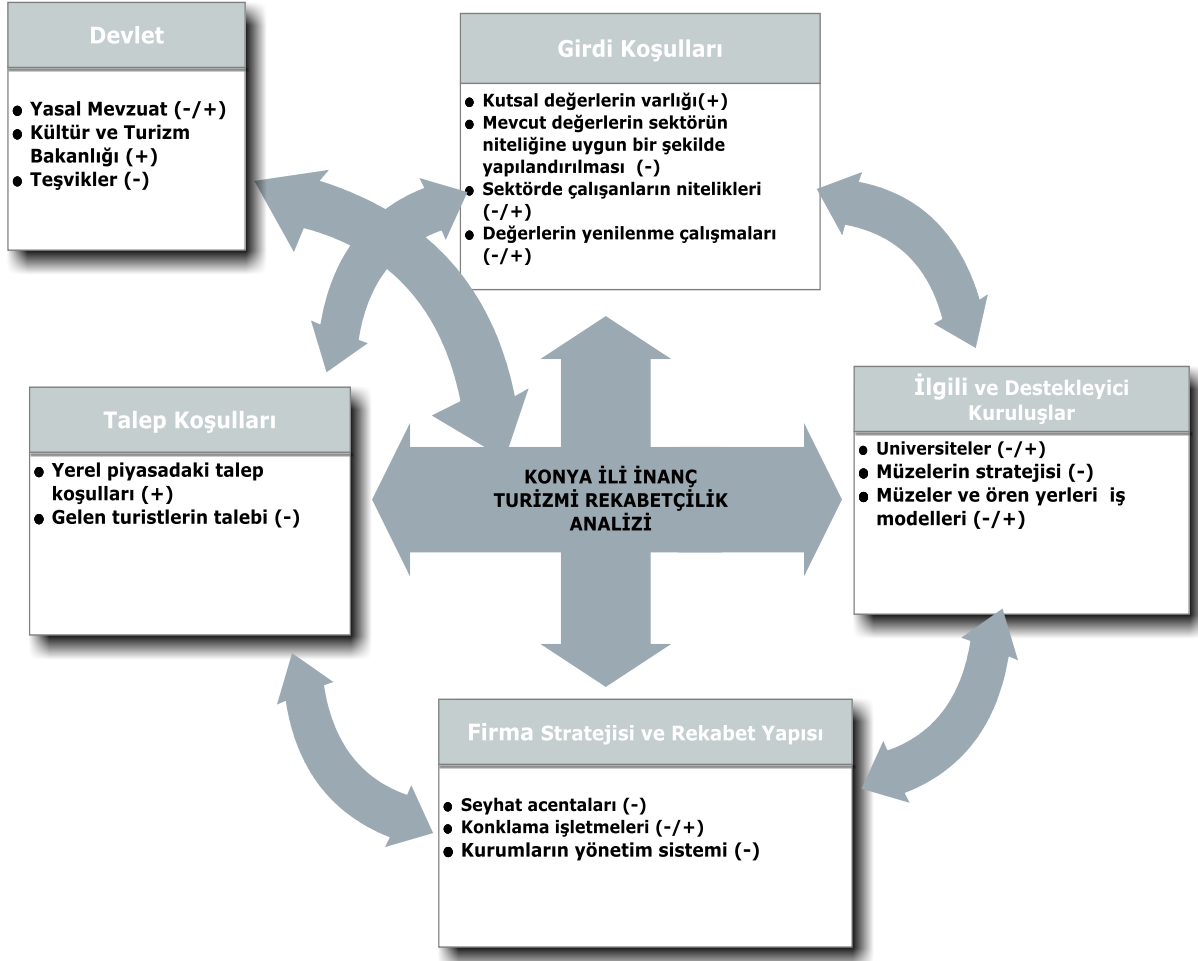 Devlet
Yasal Mevzuat (-/+)
Kültür ve Turizm
Bakanlığı (+)
Teşvikler (-)
Girdi Koşulları
Kutsal değerlerin varlığı(+)
Mevcut değerlerin sektörün
niteliğine uygun bir şekilde
yapılandırılması (-)
Sektörde çalışanların nitelikleri
(-/+)
Değerlerin yenilenme çalışmaları
(-/+)
Talep Koşulları
Yerel piyasadaki talep
koşulları (+)
Gelen turistlerin talebi (-)
KONYA İLİ İNANÇ
TURİZMİ REKABETÇİLİK
ANALİZİ
İlgili ve Destekleyici
Kuruluşlar
Universiteler (-/+)
Müzelerin stratejisi (-)
Müzeler ve ören yerleri iş
modelleri (-/+)
Firma Stratejisi ve Rekabet Yapısı
Seyhat acentaları (-)
Konklama işletmeleri (-/+)
Kurumların yönetim sistemi (-)